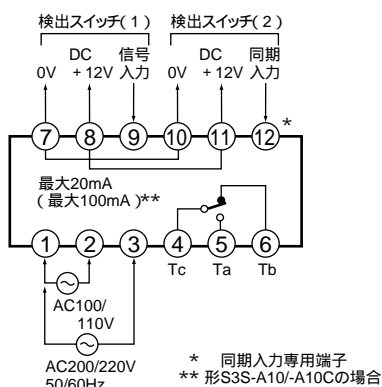 検出スイッチ(1) 検出スイッチ(2)
DC 信号 DC 同期
0V +12V 入力 0V +12V 入力
7 8 9 10 11 12 *
最大20mA
(最大100mA)**
1 2 3 4 5 6
Tc Ta Tb
AC100/
110V
AC200/220V
50/60Hz
* 同期入力専用端子
** 形S3S-A10/-A10Cの場合